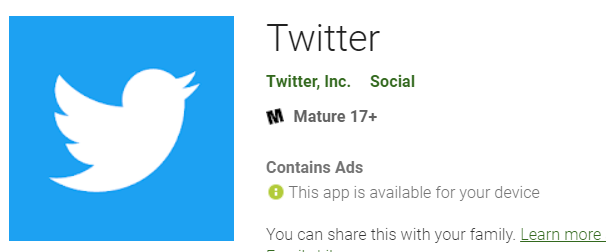 Twitter
Twitter, Inc. Social
M Mature 17+
Contains Ads
This app is available for your device
You can share this with your family. Learn more